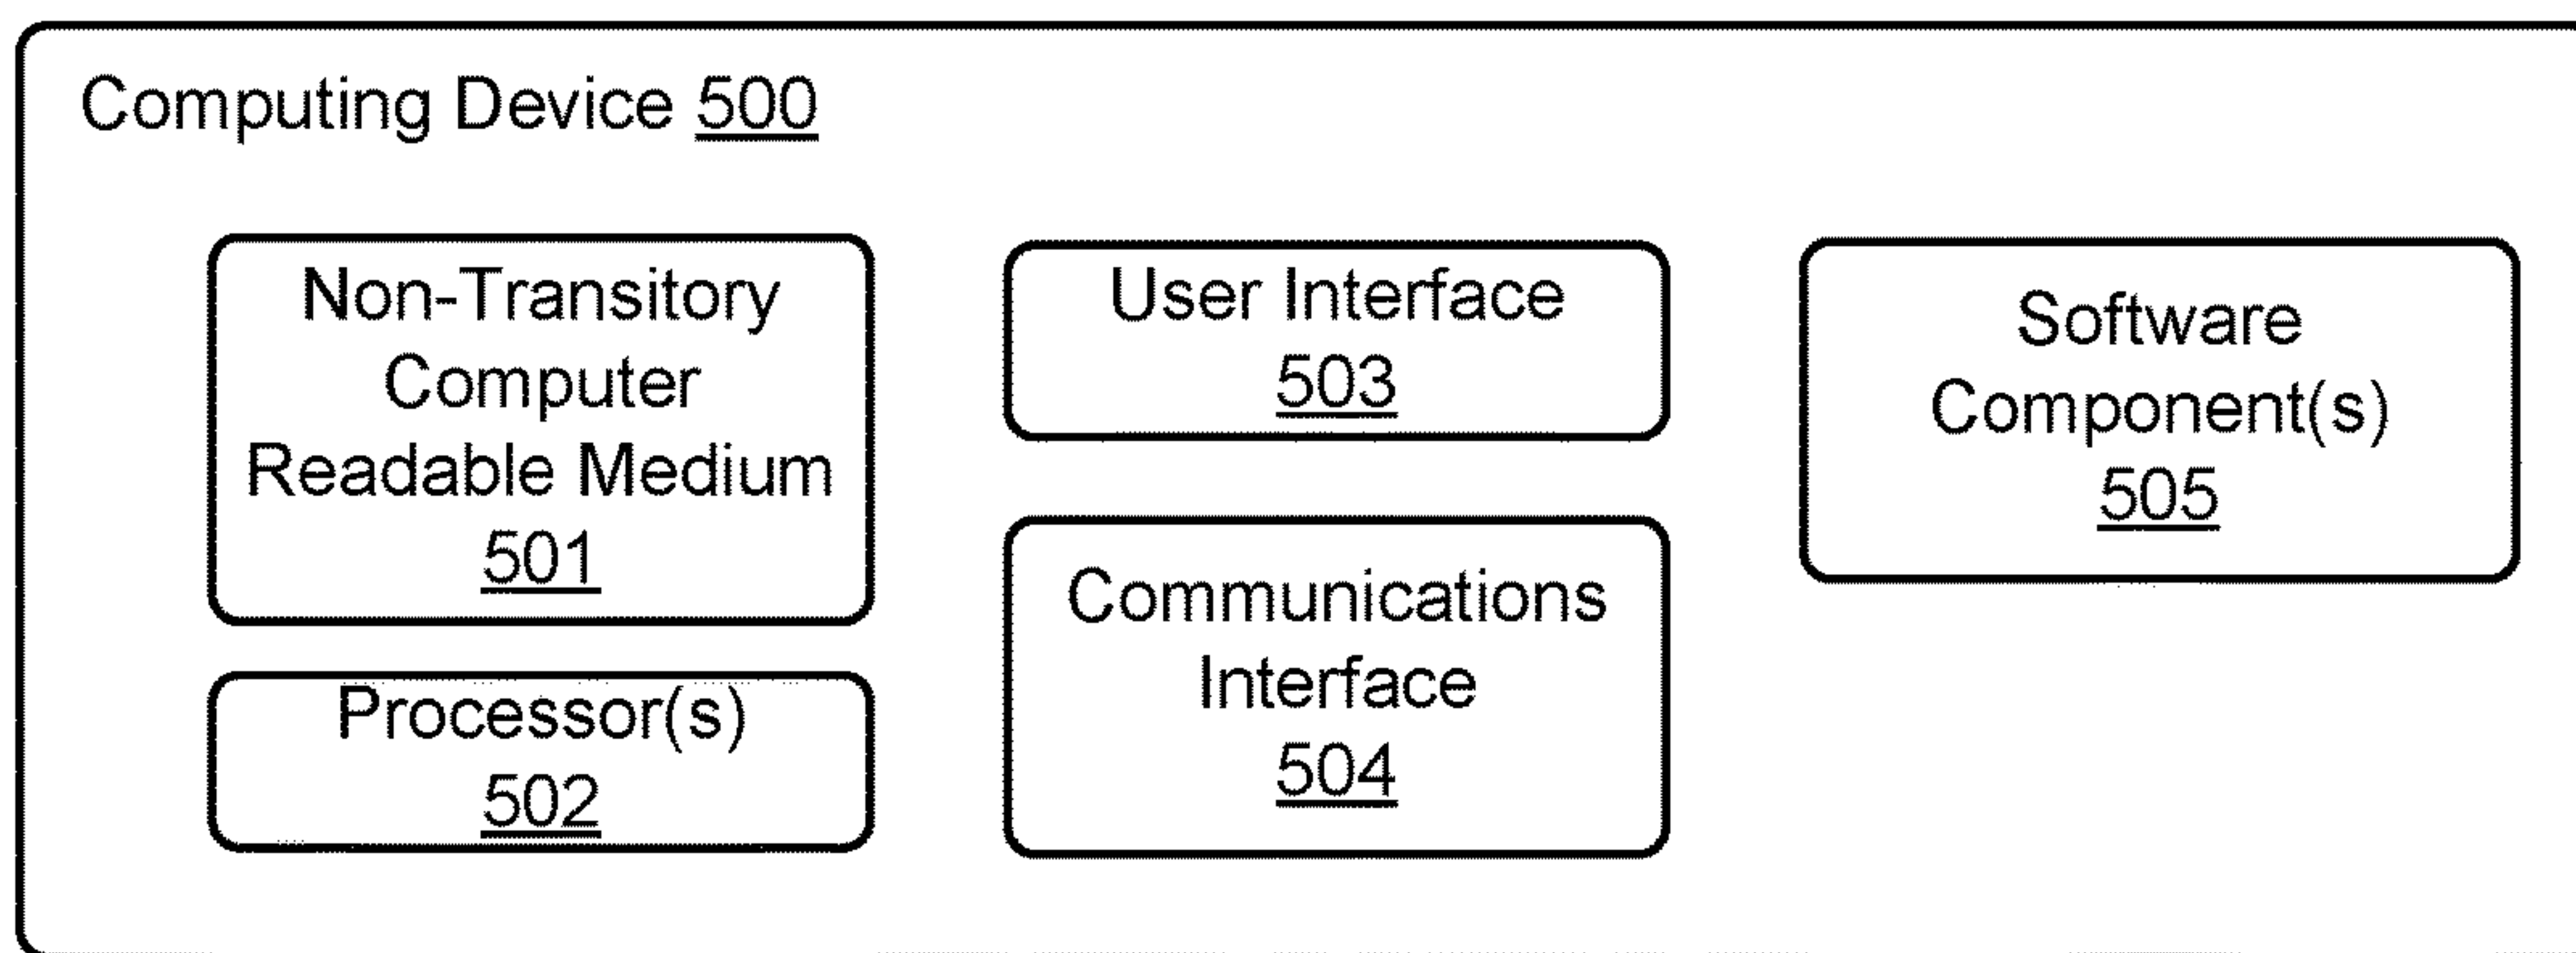 Computing Device 500
Non-Transitory
Computer
Readable Medium
501
Processor(s)
502
User Interface
503
Communications
Interface
504
Software
Component(s)
505